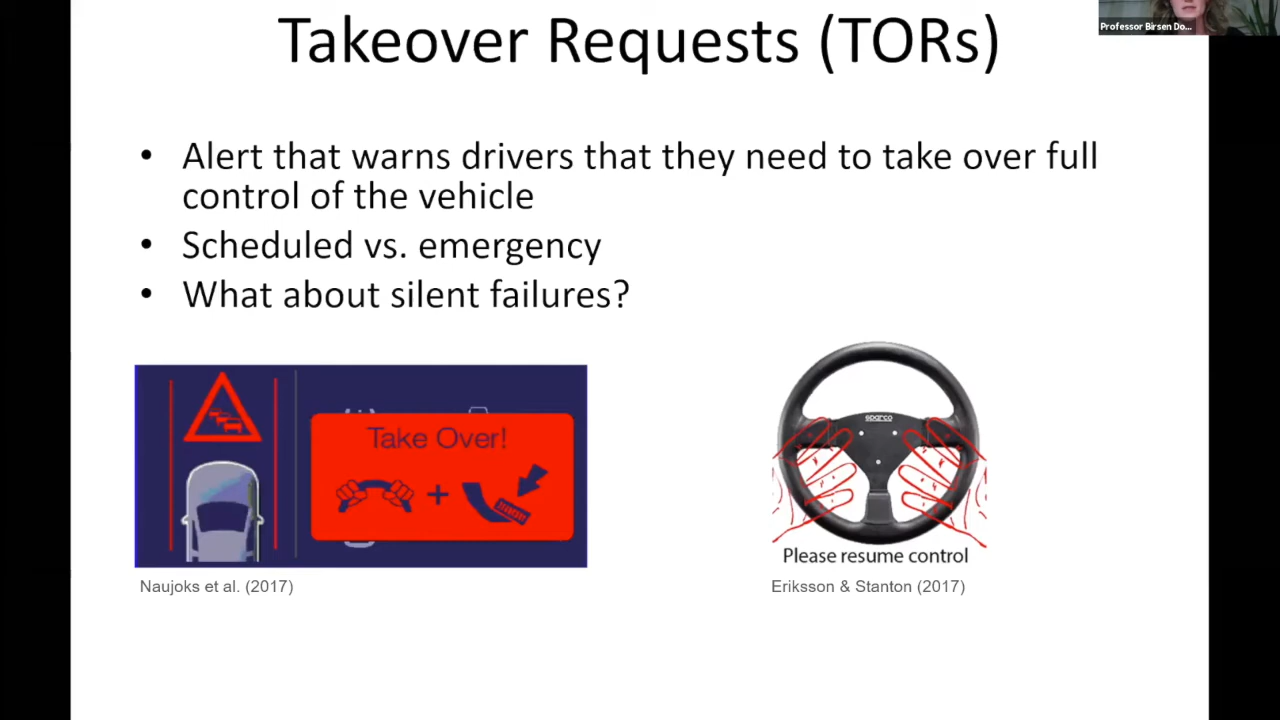 Takeover Requests (TORs)
Professor Birsen Do...
• Alert that warns drivers that they need to take over full
control of the vehicle
• Scheduled vs. emergency
• What about silent failures?
Take Over!
+
sparco
Please resume control
Naujoks et al. (2017)
Eriksson & Stanton (2017)